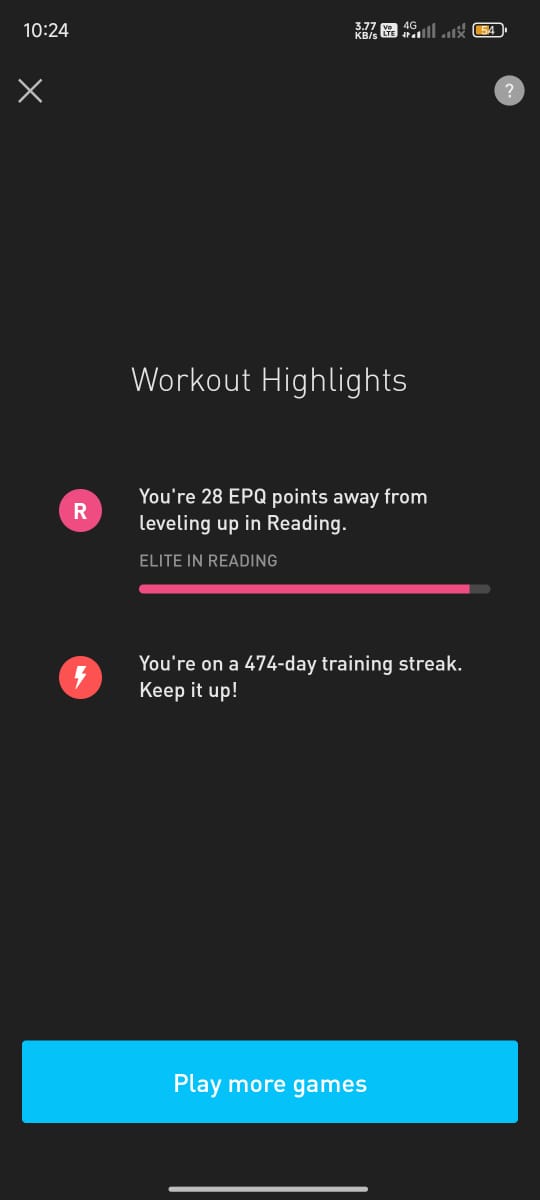 10:24
3.77 KB/s Vo LTE 4G 54
?
Workout Highlights
R
You're 28 EPQ points away from
leveling up in Reading.
ELITE IN READING
You're on a 474-day training streak.
Keep it up!
Play more games